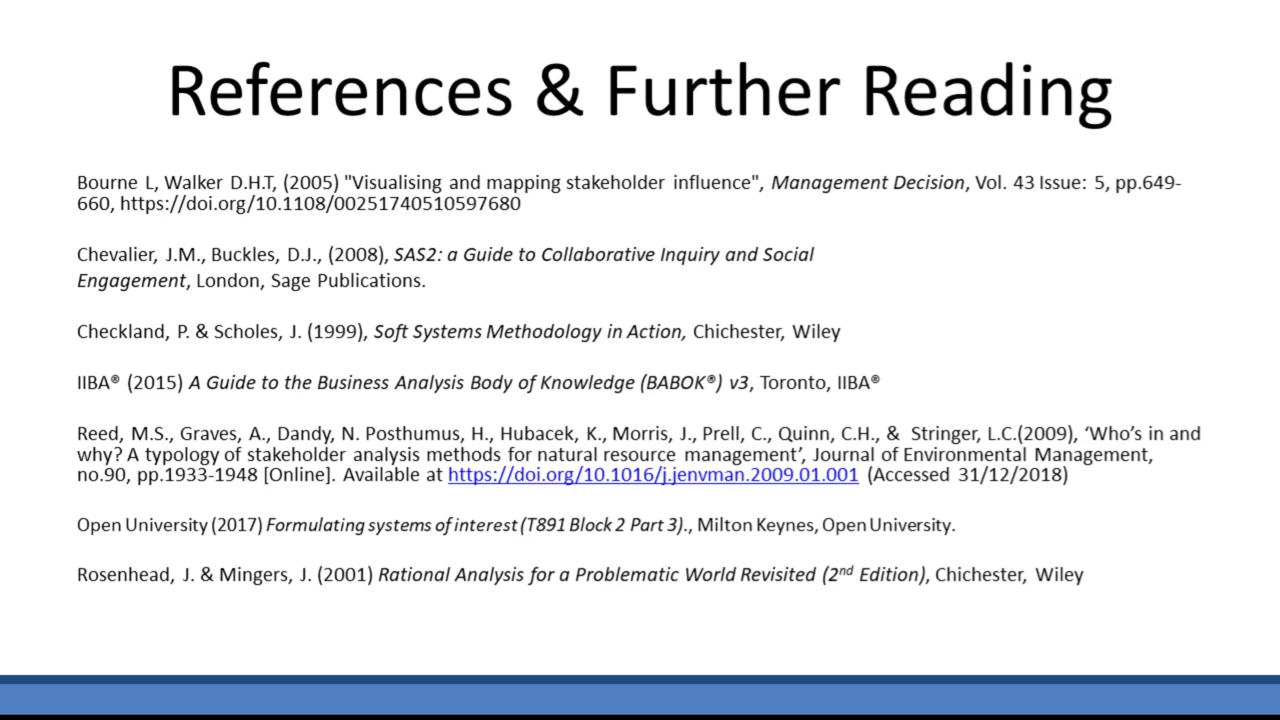 References & Further Reading
Bourne L, Walker D.H.T, (2005) "Visualising and mapping stakeholder influence", Management Decision, Vol. 43 Issue: 5, pp.649-
660, https://doi.org/10.1108/00251740510597680
Chevalier, J.M., Buckles, D.J., (2008), SAS2: a Guide to Collaborative Inquiry and Social
Engagement, London, Sage Publications.
Checkland, P. & Scholes, J. (1999), Soft Systems Methodology in Action, Chichester, Wiley
IIBA® (2015) A Guide to the Business Analysis Body of Knowledge (BABOK®) v3, Toronto, IIBA®
Reed, M.S., Graves, A., Dandy, N. Posthumus, H., Hubacek, K., Morris, J., Prell, C., Quinn, C.H., & Stringer, L.C.(2009), ‘Who’s in and
why? A typology of stakeholder analysis methods for natural resource management’, Journal of Environmental Management,
no.90, pp.1933-1948 [Online]. Available at https://doi.org/10.1016/j.jenvman.2009.01.001 (Accessed 31/12/2018)
Open University (2017) Formulating systems of interest (T891 Block 2 Part 3)., Milton Keynes, Open University.
Rosenhead, J. & Mingers, J. (2001) Rational Analysis for a Problematic World Revisited (2nd Edition), Chichester, Wiley